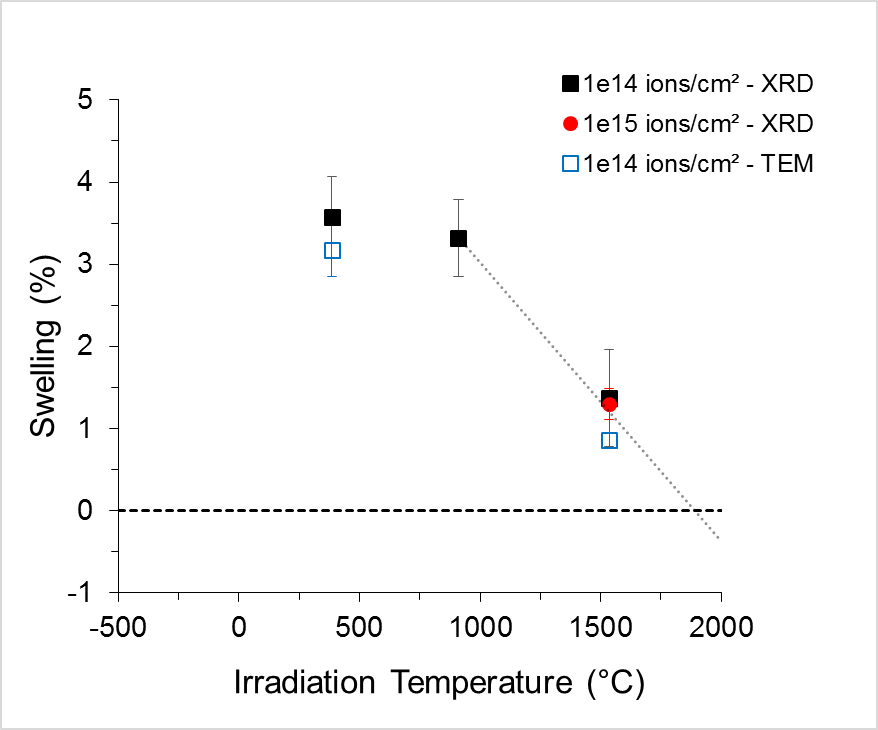 1e14 ions/cm² - XRD
1e15 ions/cm² - XRD
1e14 ions/cm² - TEM
5
4
3
2
1
0
-1
Swelling (%)
-500 0 500 1000 1500 2000
Irradiation Temperature (°C)